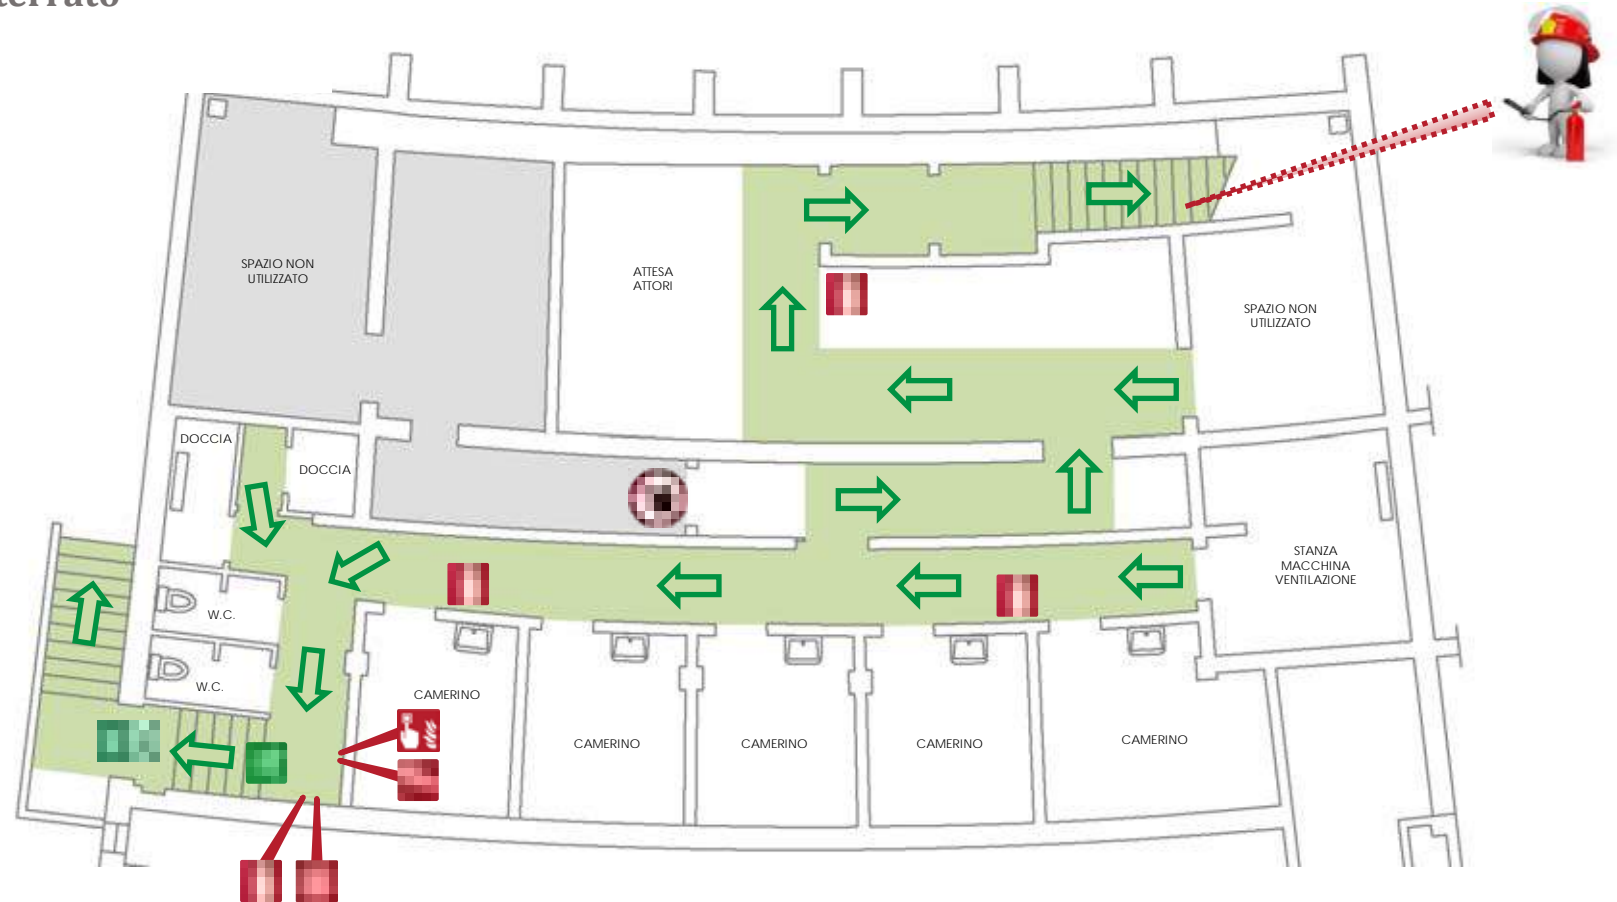 SPAZIO NON
UTILIZZATO
ATTESA
ATTORI
SPAZIO NON
UTILIZZATO
DOCCIA
DOCCIA
STANZA
MACCHINA
VENTILAZIONE
W.C.
W.C.
CAMERINO
CAMERINO
CAMERINO
CAMERINO
CAMERINO